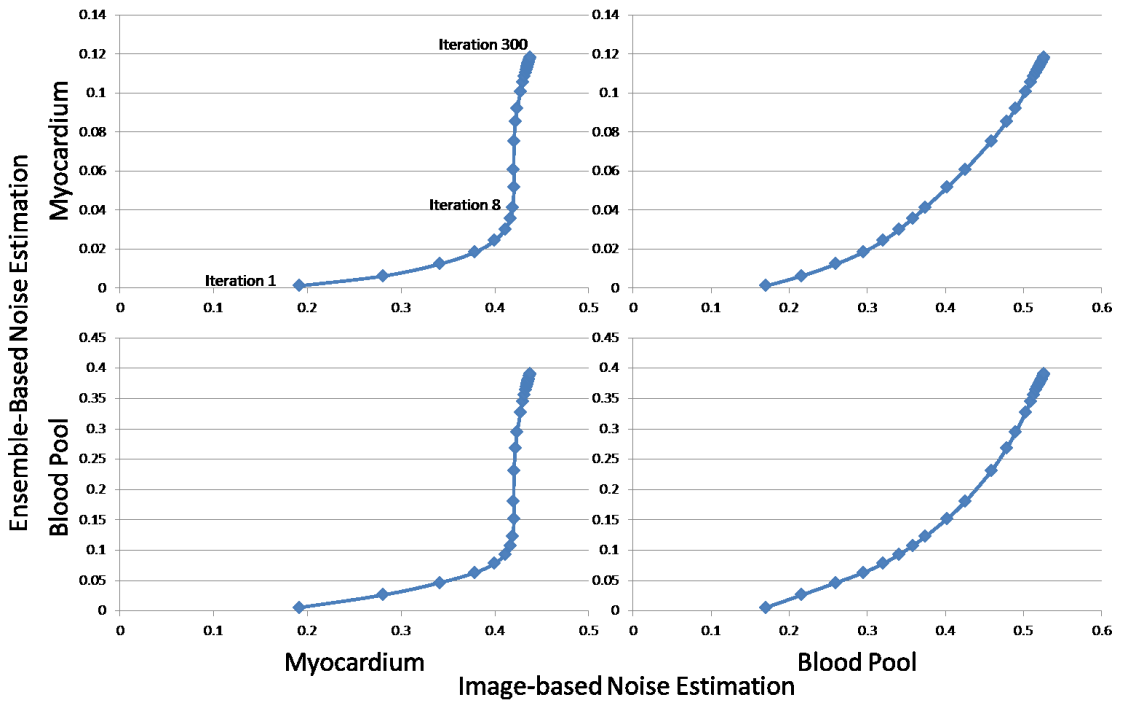 Ensemble-Based Noise Estimation
Myocardium
0.14
0.12
0.1
0.08
0.06
0.04
0.02
0
Iteration 300
Iteration 8
Iteration 1
0 0.1 0.2 0.3 0.4 0.5
0.14
0.12
0.1
0.08
0.06
0.04
0.02
0
0 0.1 0.2 0.3 0.4 0.5 0.6
Blood Pool
0.45
0.4
0.35
0.3
0.25
0.2
0.15
0.1
0.05
0
0 0.1 0.2 0.3 0.4 0.5
0.45
0.4
0.35
0.3
0.25
0.2
0.15
0.1
0.05
0
0 0.1 0.2 0.3 0.4 0.5 0.6
Myocardium
Blood Pool
Image-based Noise Estimation